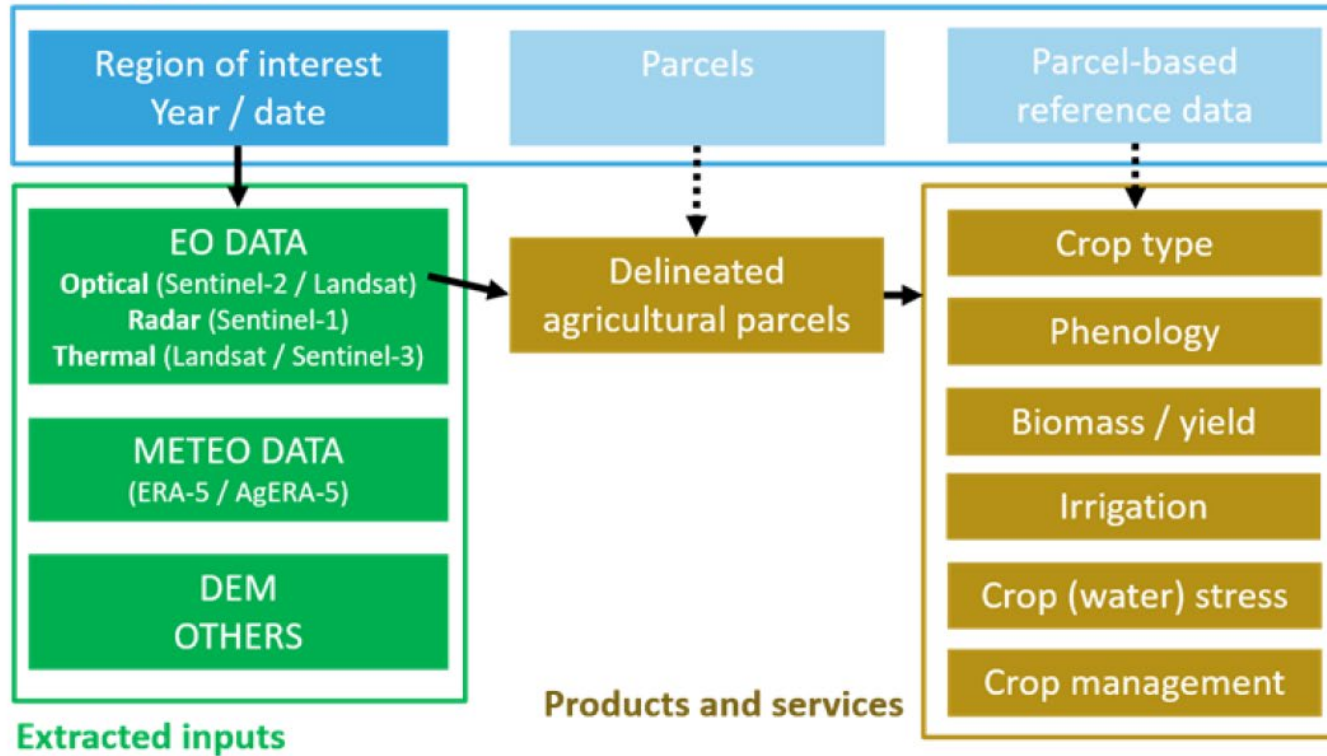 Region of interest
Year / date
Parcels
Parcel-based
reference data
EO DATA
Optical (Sentinel-2 / Landsat)
Radar (Sentinel-1)
Thermal (Landsat / Sentinel-3)
METEO DATA
(ERA-5 / AgERA-5)
DEM
OTHERS
Extracted inputs
Delineated
agricultural parcels
Crop type
Phenology
Biomass / yield
Irrigation
Crop (water) stress
Crop management
Products and services